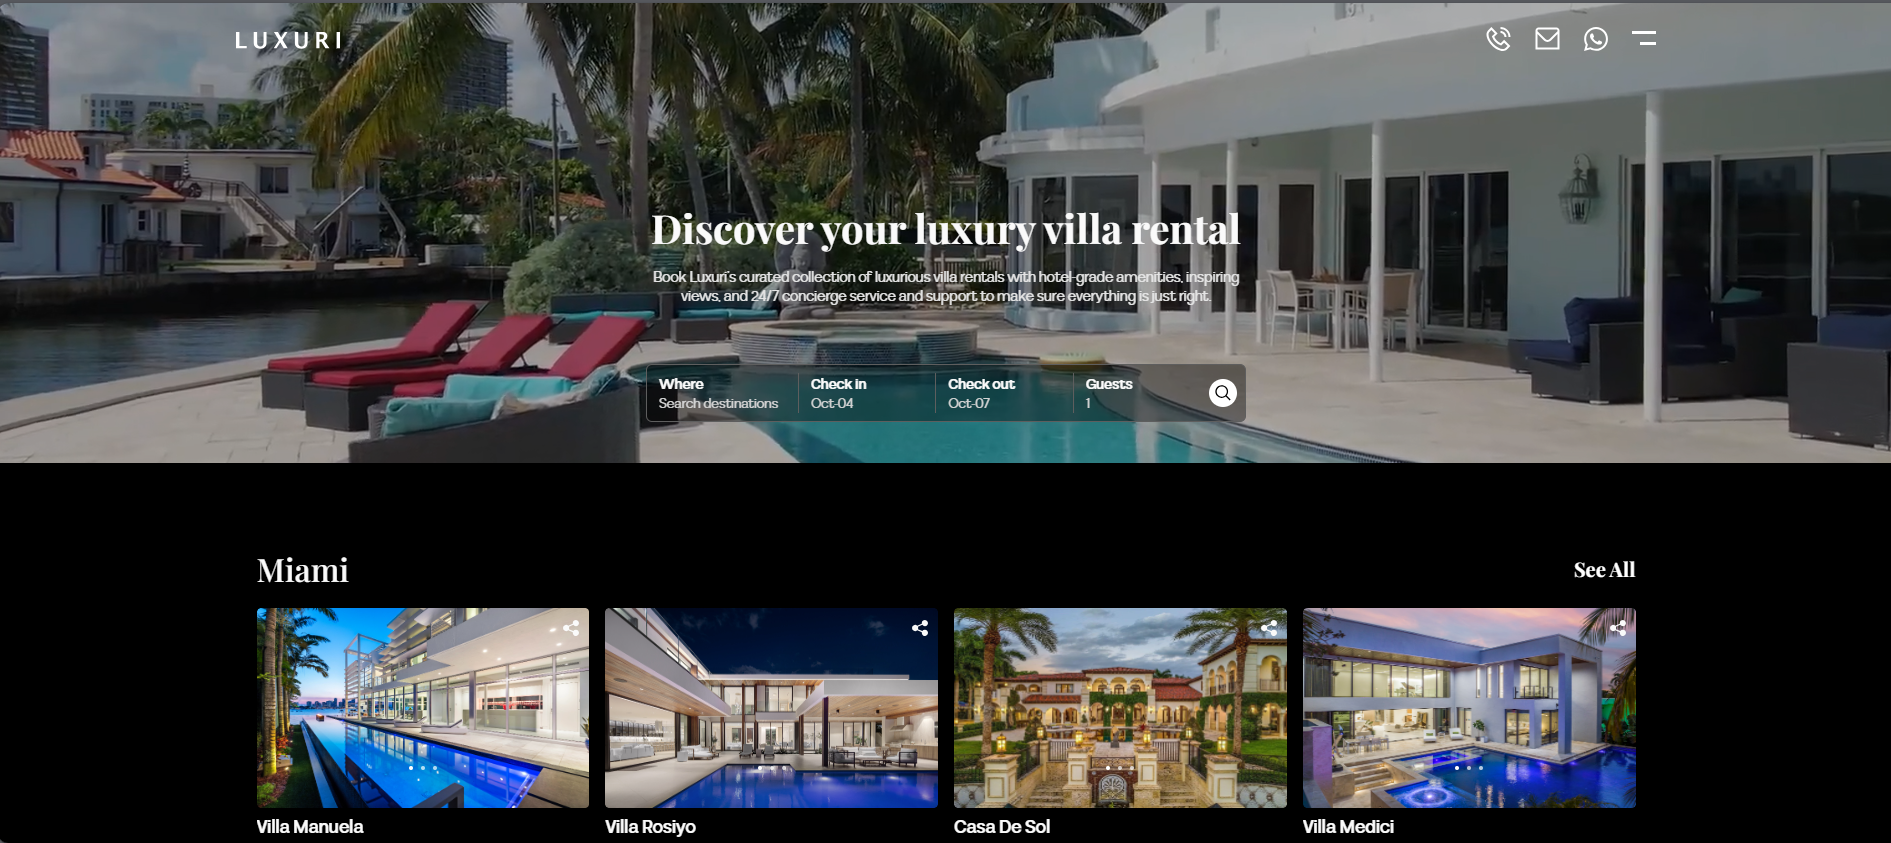 LUXURI
Discover your luxury villa rental
Book Luxuri's curated collection of luxurious villa rentals with hotel-grade amenities, inspiring
views, and 24/7 concierge service and support to make sure everything is just right.
Where
Search destinations
Check in
Oct-04
Check out
Oct-07
Guests
1
Miami
See All
Villa Manuela
Villa Rosiyo
Casa De Sol
Villa Medici